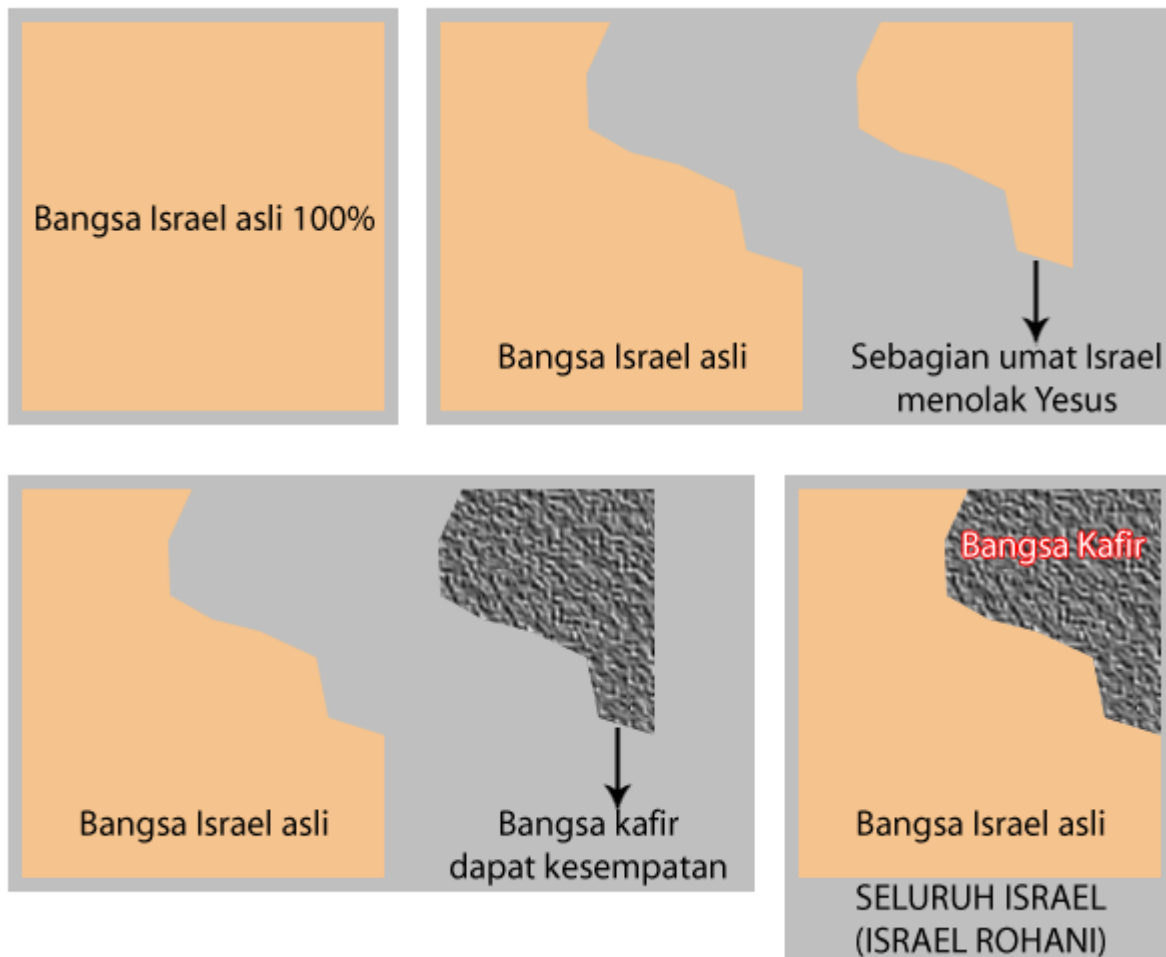 Bangsa Israel asli 100%
Bangsa Israel asli
Sebagian umat Israel
menolak Yesus
Bangsa Israel asli
Bangsa kafir
dapat kesempatan
Bangsa Kafir
Bangsa Israel asli
SELURUH ISRAEL
(ISRAEL ROHANI)